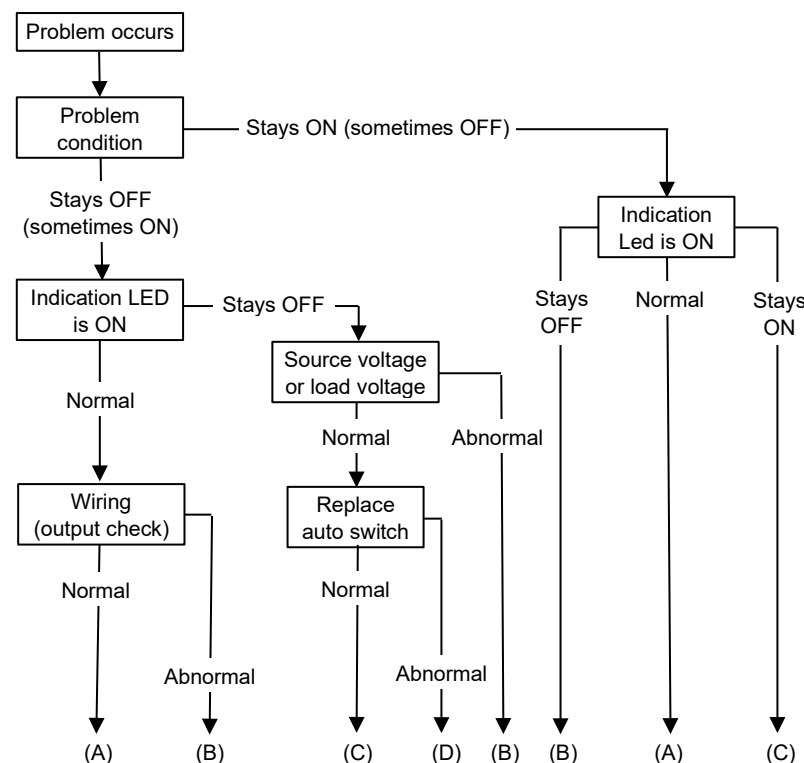 Problem occurs
Problem
condition
Stays ON (sometimes OFF)
Stays OFF
(sometimes ON)
Indication
Led is ON
Indication LED
is ON
Stays OFF
Stays
OFF
Normal
Stays
ON
Source voltage
or load voltage
Normal
Normal
Abnormal
Wiring
(output check)
Replace
auto switch
Normal
Normal
Abnormal
Abnormal
(A)
(B)
(C)
(D)
(B)
(B)
(A)
(C)